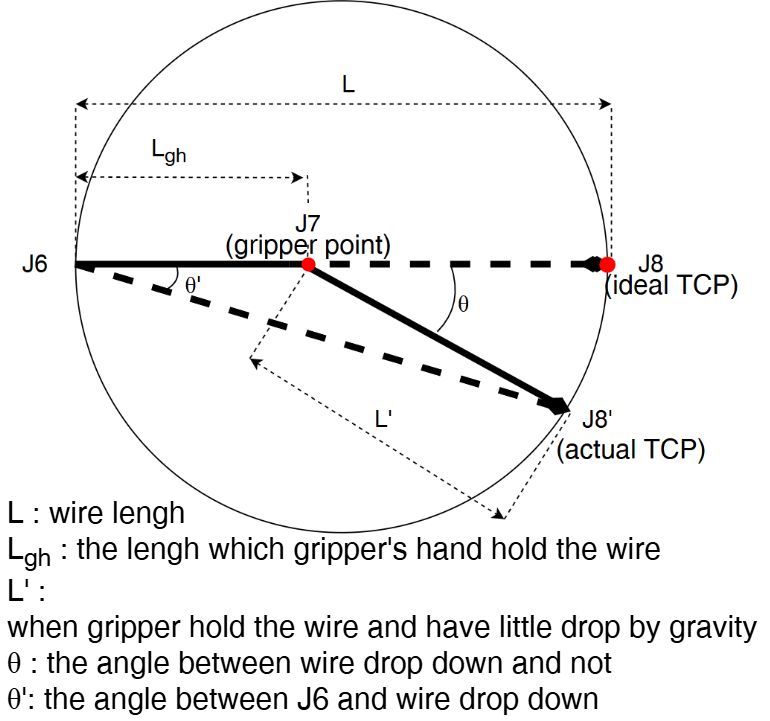 L
Lgh
J7
(gripper point)
J6
J8
(ideal TCP)
θ'
θ
L'
J8'
(actual TCP)
L : wire lengh
Lgh : the lengh which gripper's hand hold the wire
L' :
when gripper hold the wire and have little drop by gravity
θ : the angle between wire drop down and not
θ': the angle between J6 and wire drop down